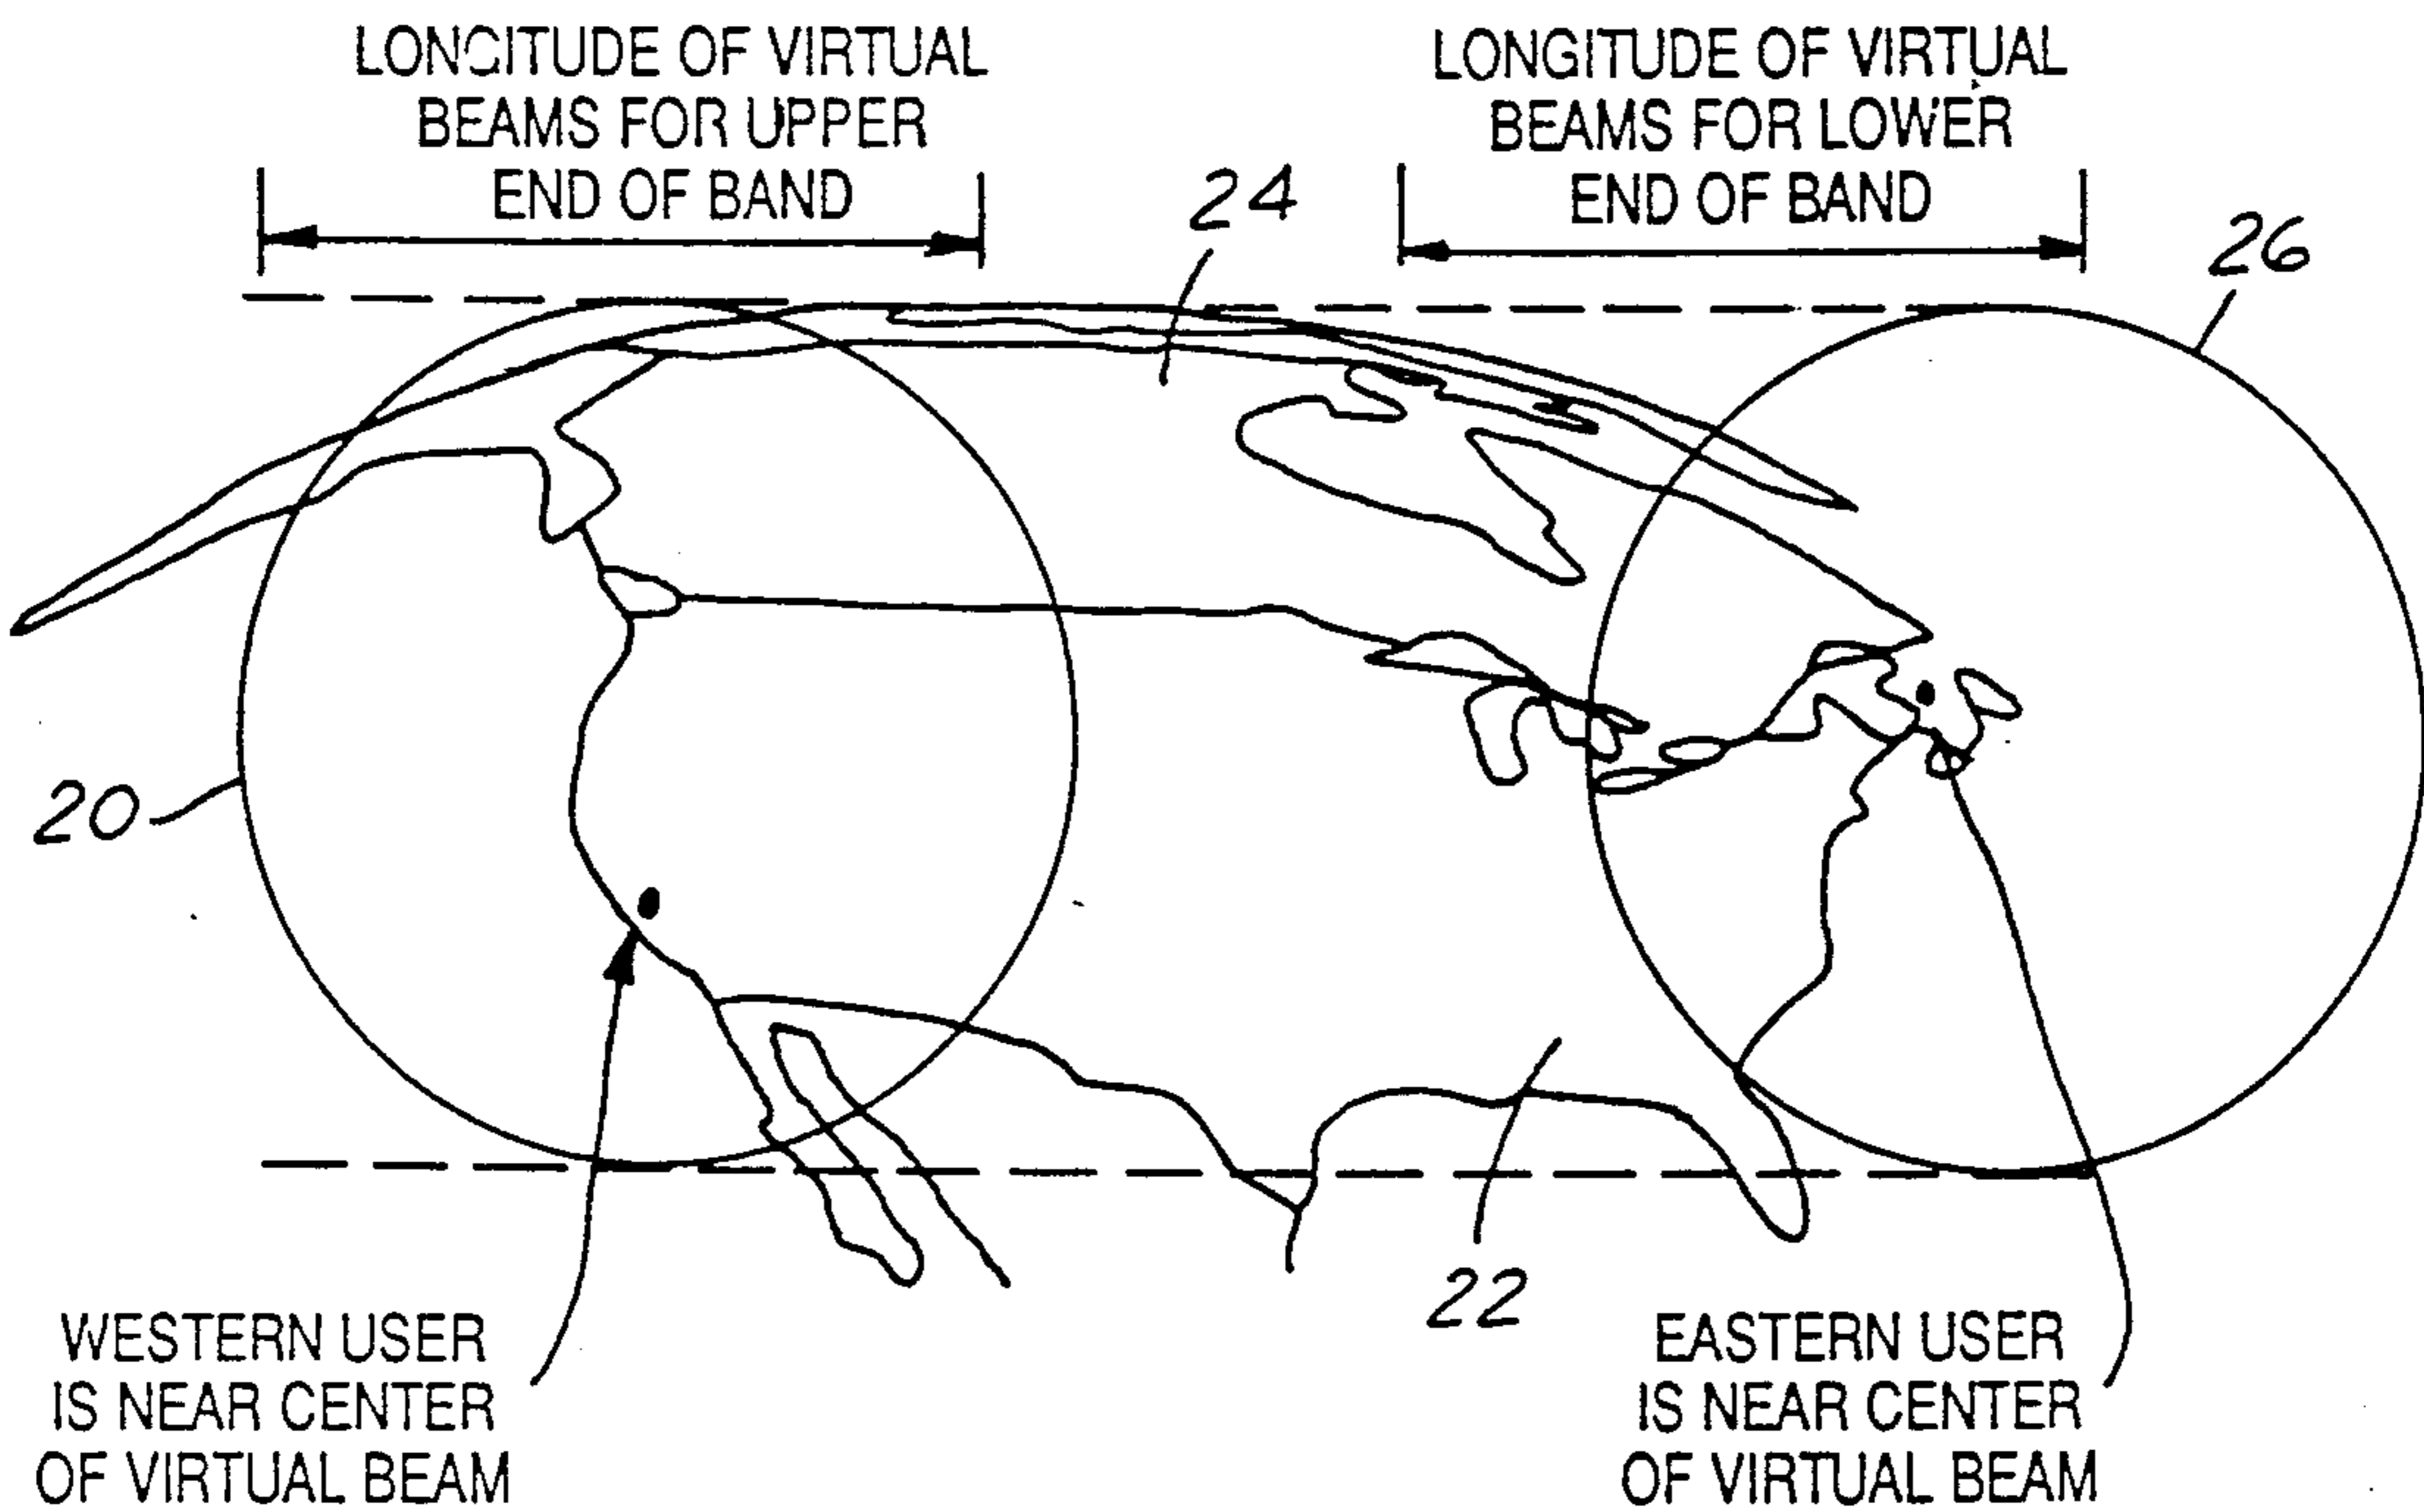 LONGITUDE OF VIRTUAL
BEAMS FOR UPPER
END OF BAND
LONGITUDE OF VIRTUAL
BEAMS FOR LOWER
END OF BAND
24
26
20
22
WESTERN USER
IS NEAR CENTER
OF VIRTUAL BEAM
EASTERN USER
IS NEAR CENTER
OF VIRTUAL BEAM